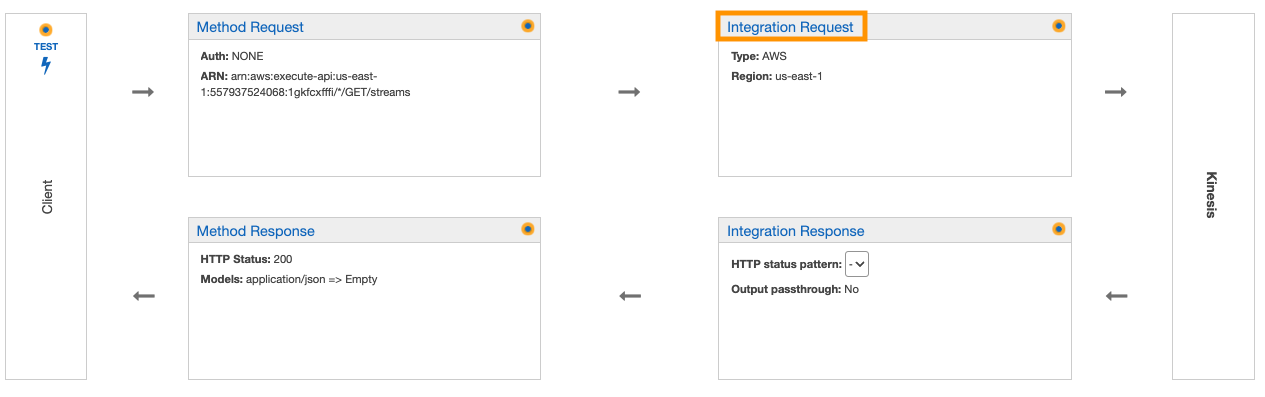 TEST
Client
Method Request
Auth: NONE
ARN: arn:aws:execute-api:us-east-
1:557937524068:1gkfcxfffi/*/GET/streams
Integration Request
Type: AWS
Region: us-east-1
Kinesis
Method Response
HTTP Status: 200
Models: application/json => Empty
Integration Response
HTTP status pattern: -
Output passthrough: No